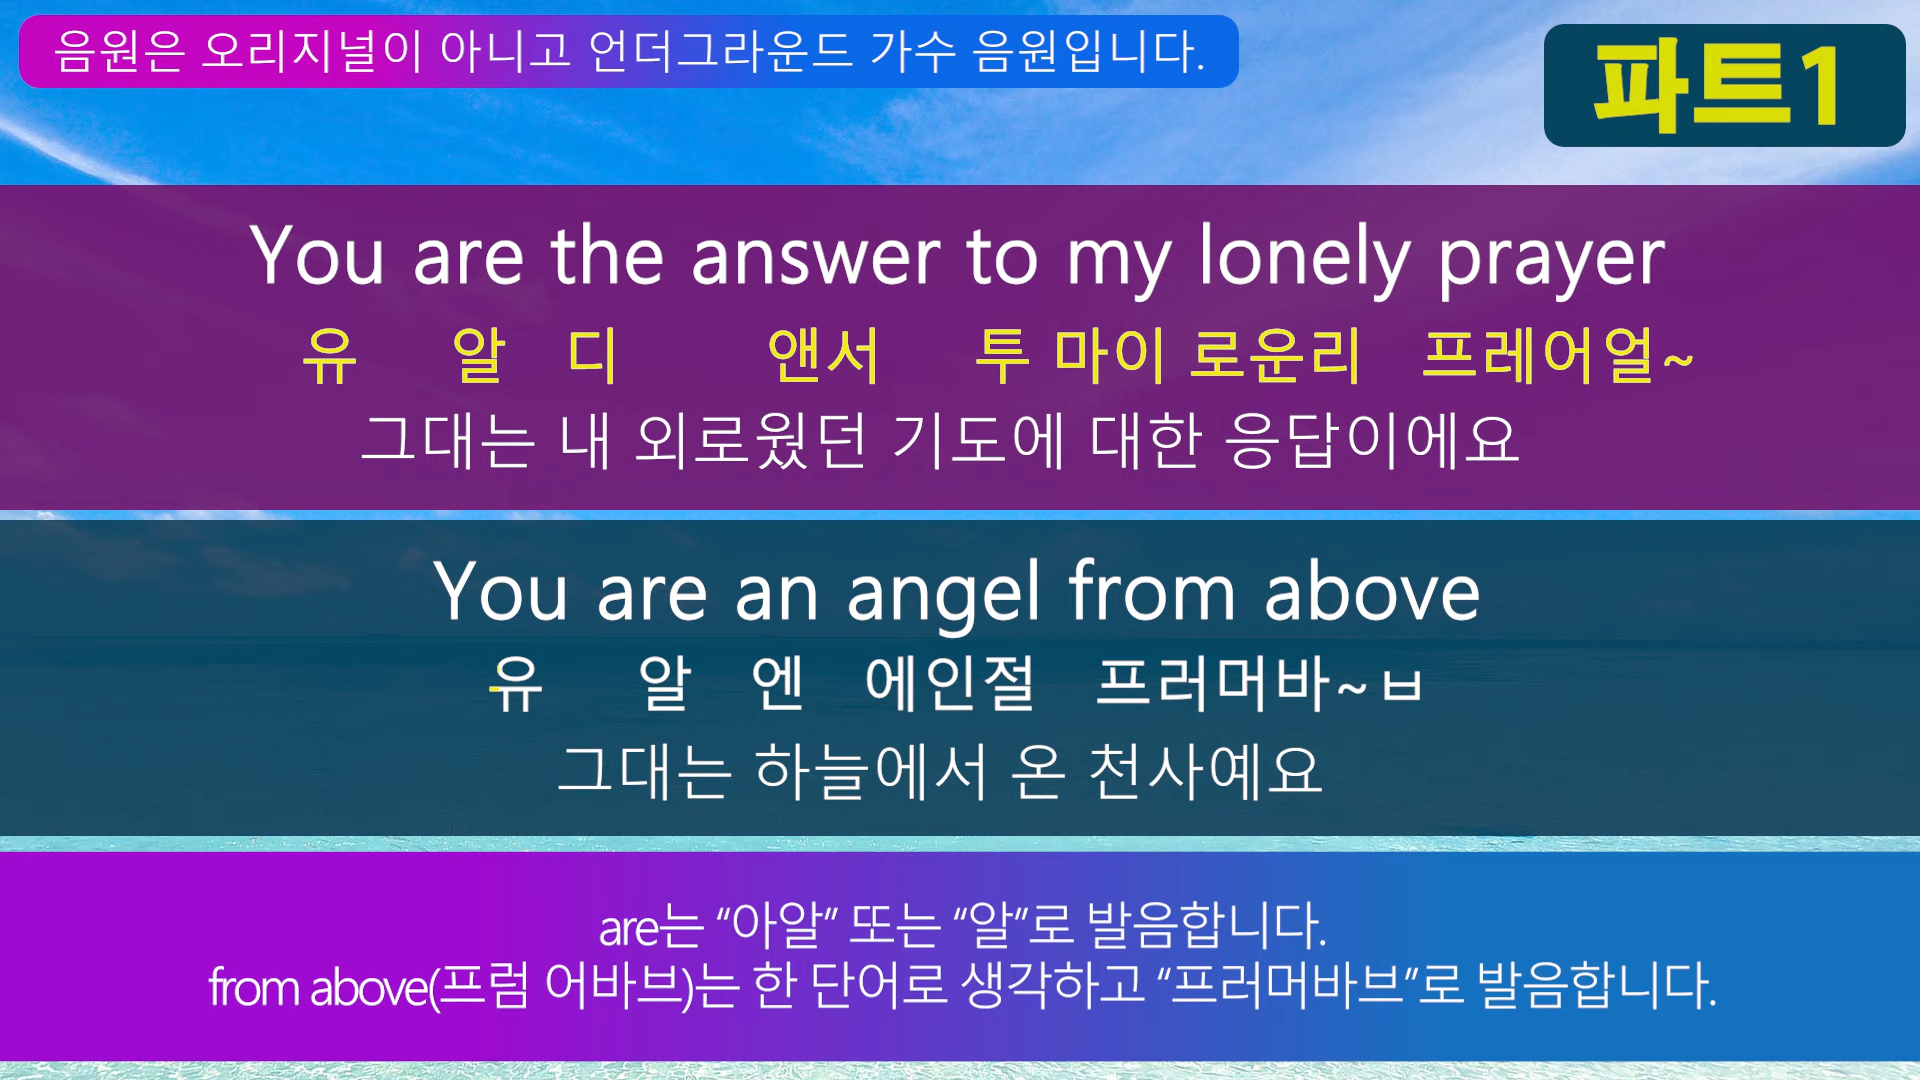 음원은 오리지널이 아니고 언더그라운드 가수 음원입니다.
파트1
You are the answer to my lonely prayer
유 알 디 앤서 투 마이 로운리 프레어얼~
그대는 내 외로웠던 기도에 대한 응답이에요
You are an angel from above
유 알 엔 에인절 프러머바~ㅂ
그대는 하늘에서 온 천사예요
are는 “아알” 또는 “알”로 발음합니다.
from above(프럼 어바브)는 한 단어로 생각하고 “프러머바브”로 발음합니다.